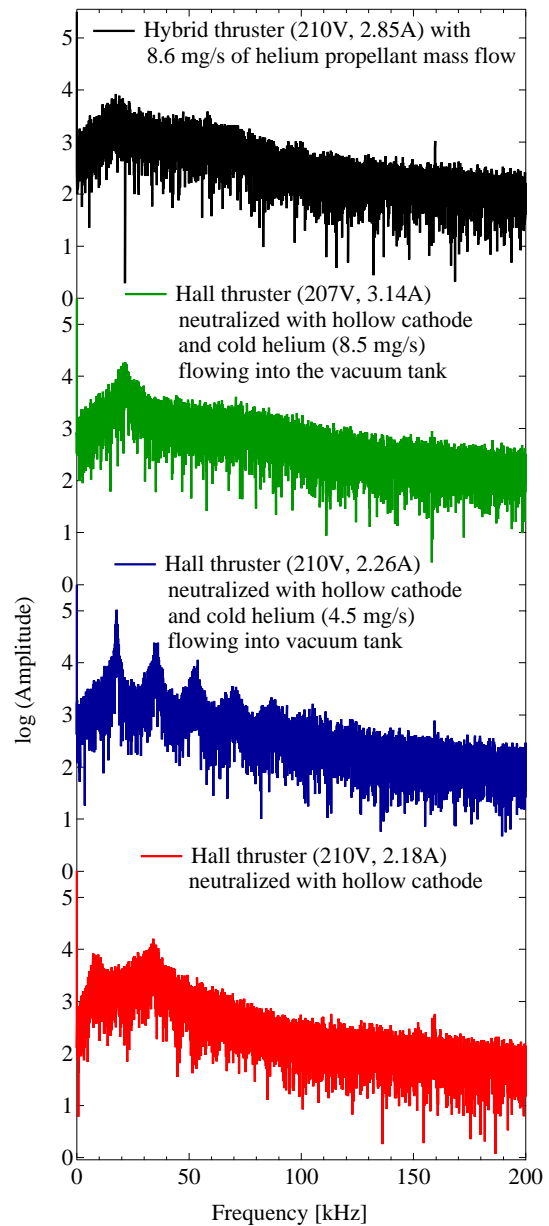 5
Hybrid thruster (210V, 2.85A) with
8.6 mg/s of helium propellant mass flow
4
3
2
1
0
Hall thruster (207V, 3.14A)
neutralized with hollow cathode
and cold helium (8.5 mg/s)
flowing into the vacuum tank
5
4
3
2
1
0
Hall thruster (210V, 2.26A)
neutralized with hollow cathode
and cold helium (4.5 mg/s)
flowing into vacuum tank
5
4
3
2
1
0
Hall thruster (210V, 2.18A)
neutralized with hollow cathode
5
4
3
2
1
0
log (Amplitude)
0 50 100 150 200
Frequency [kHz]